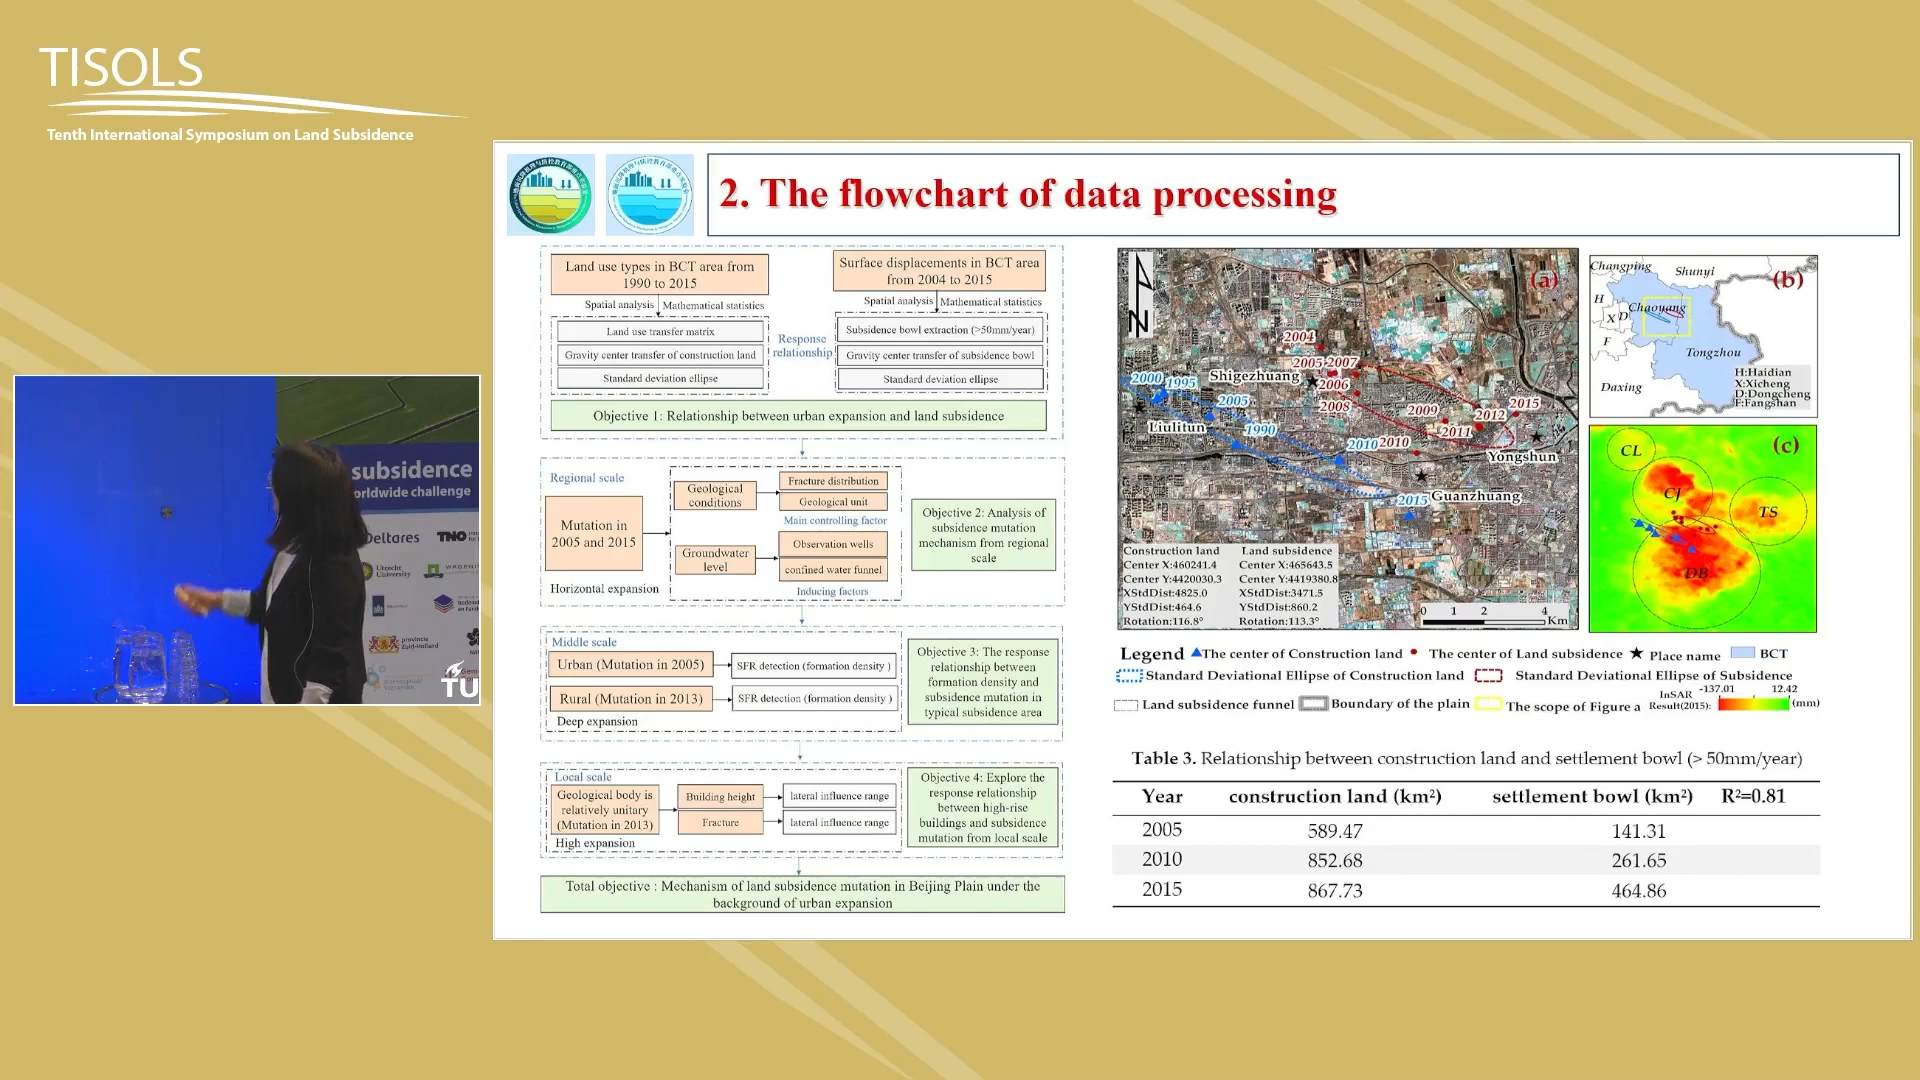 TISOLS
Tenth International Symposium on Land Subsidence
subsidence
orldwide challenge
Deltares
TNO
Utrecht
University
WAGENI
provincie
Zuid-Holland
TU
2. The flowchart of data processing
Land use types in BCT area from
1990 to 2015
Spatial analysis
Mathematical statistics
Land use transfer matrix
Gravity center transfer of construction land
Standard deviation ellipse
Response
relationship
Surface displacements in BCT area
from 2004 to 2015
Spatial analysis
Mathematical statistics
Subsidence bowl extraction (>50mm/year)
Gravity center transfer of subsidence bowl
Standard deviation ellipse
Objective 1: Relationship between urban expansion and land subsidence
Regional scale
Mutation in
2005 and 2015
Horizontal expansion
Geological
conditions
Fracture distribution
Geological unit
Main controlling factor
Groundwater
level
Observation wells
confined water funnel
Inducing factors
Objective 2: Analysis of
subsidence mutation
mechanism from regional
scale
Middle scale
Urban (Mutation in 2005)
SFR detection (formation density )
Rural (Mutation in 2013)
SFR detection (formation density )
Deep expansion
Objective 3: The response
relationship between
formation density and
subsidence mutation in
typical subsidence area
Local scale
Geological body is
relatively unitary
(Mutation in 2013)
High expansion
Building height
lateral influence range
Fracture
lateral influence range
Objective 4: Explore the
response relationship
between high-rise
buildings and subsidence
mutation from local scale
Total objective : Mechanism of land subsidence mutation in Beijing Plain under the
background of urban expansion
N
(a)
2004
2005
2007
Shigezhuang
2006
2000
1995
2008
2005
2009
2012
2015
Liulitun
1990
2011
2010
2010
Yongshun
2015
Guanzhuang
Construction land
Center X:460241.4
Center Y:4420030.3
XStdDist:4825.0
YStdDist:464.6
Rotation:116.8°
Land subsidence
Center X:465643.5
Center Y:4419380.8
XStdDist:3471.5
YStdDist:860.2
Rotation:113.3°
0 1 2 4
Km
Changping
Shunyi
(b)
H
Chaoyang
X
D
F
Tongzhou
Daxing
H:Haidian
X:Xicheng
D:Dongcheng
F:Fangshan
(c)
CL
CJ
TS
DB
Legend
The center of Construction land
The center of Land subsidence
Place name
BCT
Standard Deviational Ellipse of Construction land
Standard Deviational Ellipse of Subsidence
Land subsidence funnel
Boundary of the plain
The scope of Figure a
InSAR
Result(2015):
-137.01
12.42
(mm)
Table 3. Relationship between construction land and settlement bowl (> 50mm/year)
Year construction land (km²) settlement bowl (km²) R²=0.81
2005 589.47 141.31
2010 852.68 261.65
2015 867.73 464.86